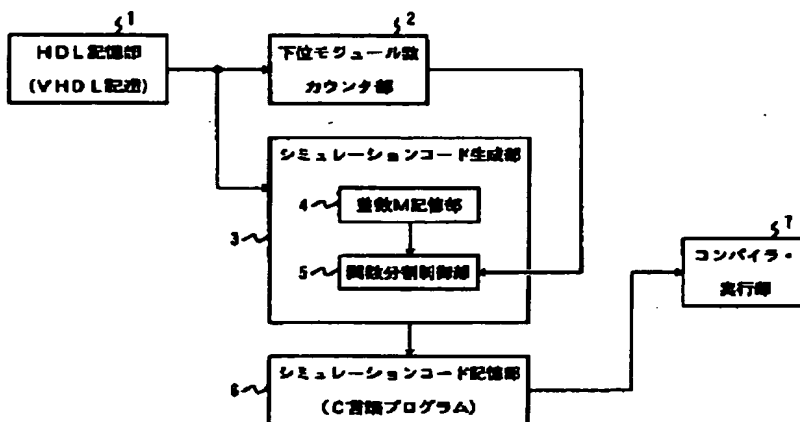 1
HDL記憶部
(VHDL記述)
2
下位モジュール数
カウンタ部
シミュレーションコード生成部
4
重数M記憶部
3
5
関数分割制御部
7
コンパイラ・
実行部
6
シミュレーションコード記憶部
(C言語プログラム)